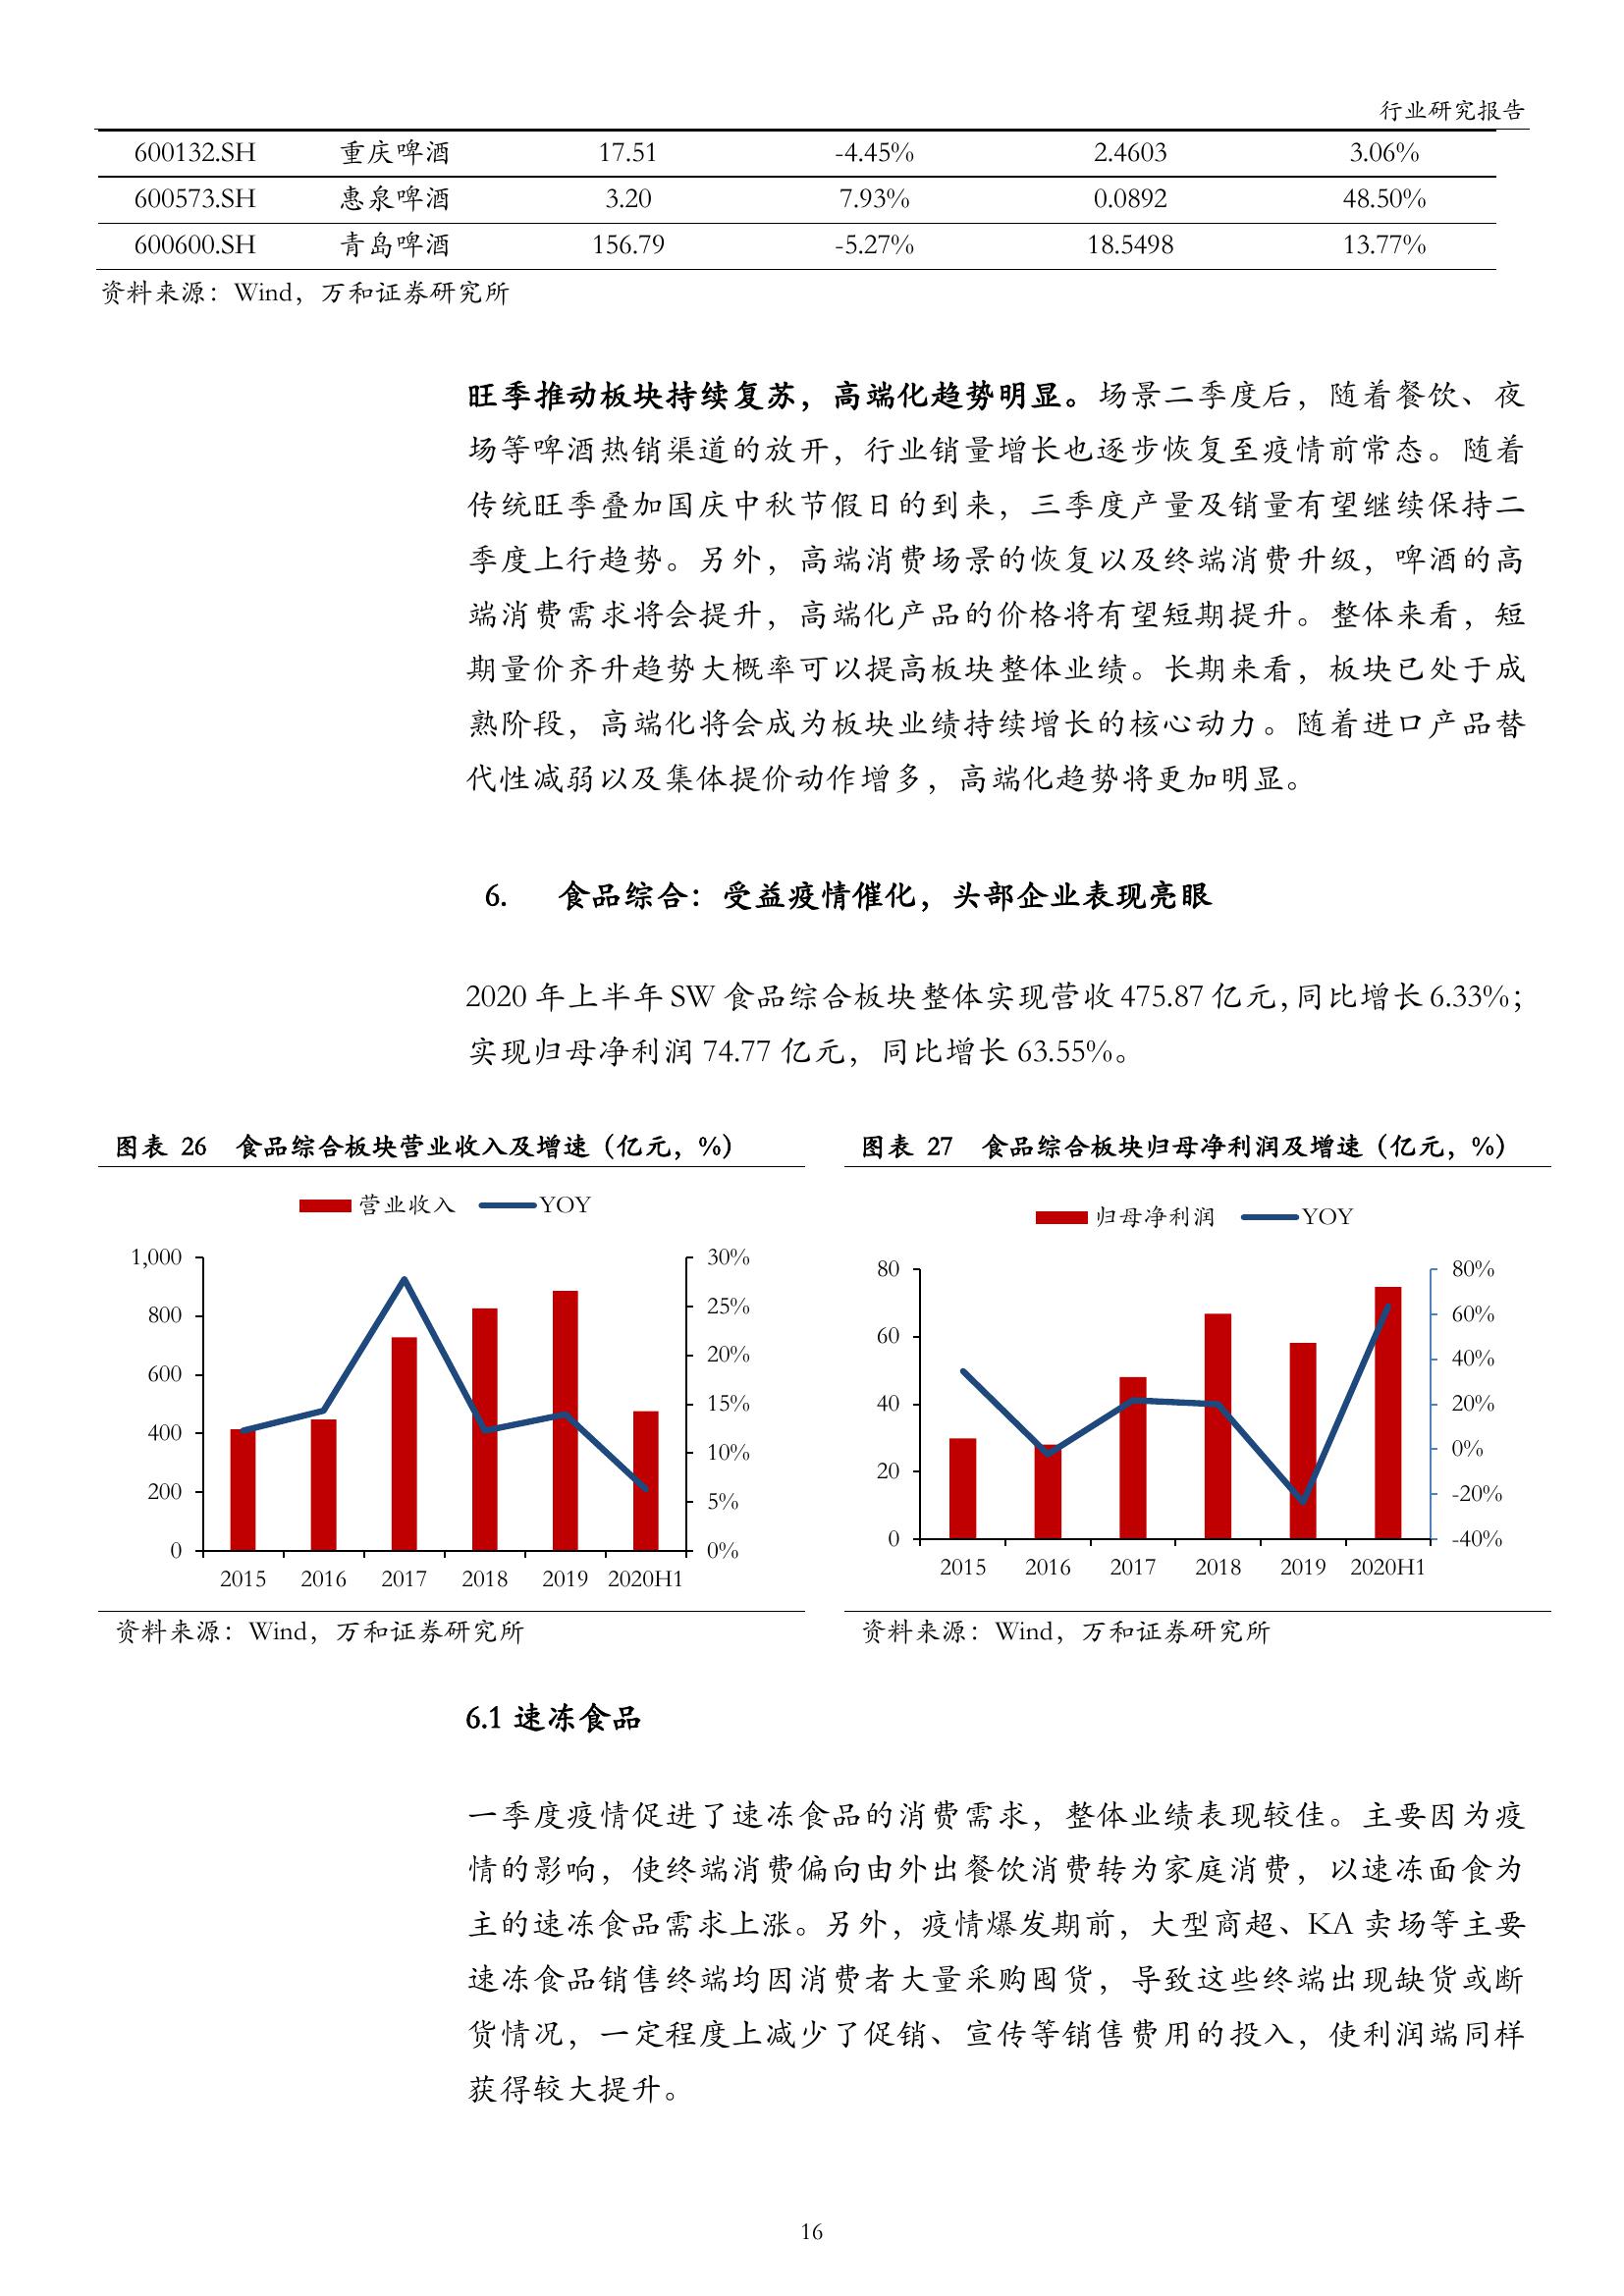 行业研究报告
600132.SH 重庆啤酒 17.51 -4.45% 2.4603 3.06%
600573.SH 惠泉啤酒 3.20 7.93% 0.0892 48.50%
600600.SH 青岛啤酒 156.79 -5.27% 18.5498 13.77%
资料来源：Wind，万和证券研究所
旺季推动板块持续复苏，高端化趋势明显。场景二季度后，随着餐饮、夜
场等啤酒热销渠道的放开，行业销量增长也逐步恢复至疫情前常态。随着
传统旺季叠加国庆中秋节假日的到来，三季度产量及销量有望继续保持二
季度上行趋势。另外，高端消费场景的恢复以及终端消费升级，啤酒的高
端消费需求将会提升，高端化产品的价格将有望短期提升。整体来看，短
期量价齐升趋势大概率可以提高板块整体业绩。长期来看，板块已处于成
熟阶段，高端化将会成为板块业绩持续增长的核心动力。随着进口产品替
代性减弱以及集体提价动作增多，高端化趋势将更加明显。
6. 食品综合：受益疫情催化，头部企业表现亮眼
2020 年上半年 SW 食品综合板块整体实现营收 475.87 亿元，同比增长 6.33%；
实现归母净利润 74.77 亿元，同比增长 63.55%。
图表 26 食品综合板块营业收入及增速（亿元，%）
营业收入 YOY
1,000
800
600
400
200
0
30%
25%
20%
15%
10%
5%
0%
2015 2016 2017 2018 2019 2020H1
资料来源：Wind，万和证券研究所
图表 27 食品综合板块归母净利润及增速（亿元，%）
归母净利润 YOY
80
60
40
20
0
80%
60%
40%
20%
0%
-20%
-40%
2015 2016 2017 2018 2019 2020H1
资料来源：Wind，万和证券研究所
6.1 速冻食品
一季度疫情促进了速冻食品的消费需求，整体业绩表现较佳。主要因为疫
情的影响，使终端消费偏向由外出餐饮消费转为家庭消费，以速冻面食为
主的速冻食品需求上涨。另外，疫情爆发期前，大型商超、KA 卖场等主要
速冻食品销售终端均因消费者大量采购囤货，导致这些终端出现缺货或断
货情况，一定程度上减少了促销、宣传等销售费用的投入，使利润端同样
获得较大提升。
16